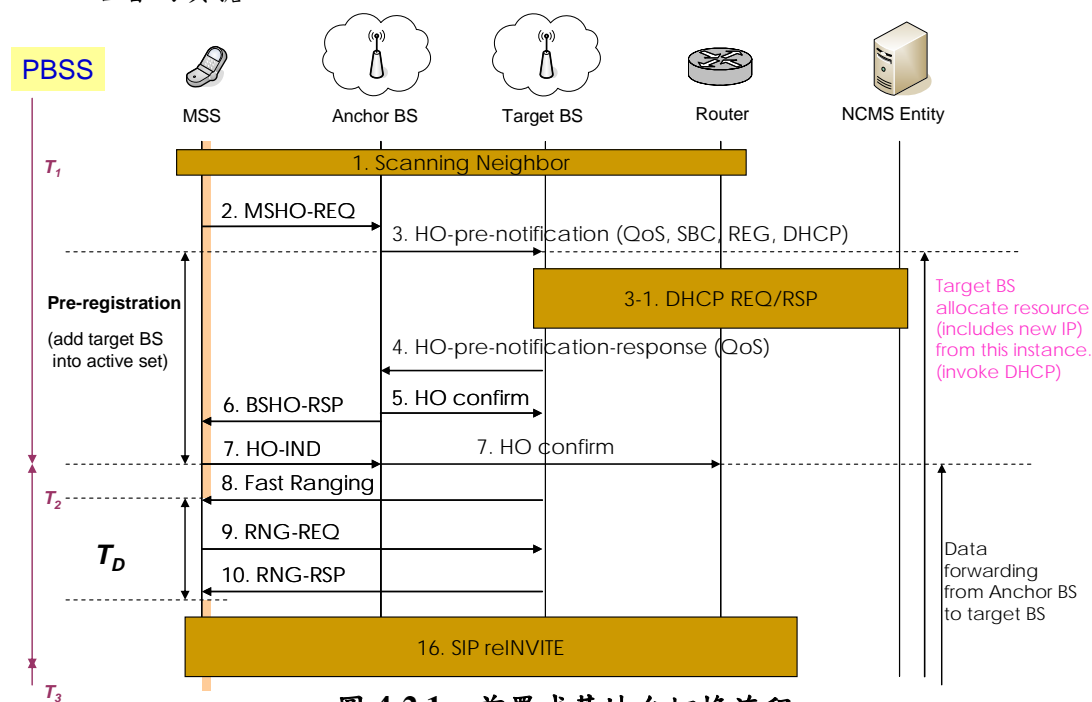 PBSS
MSS
Anchor BS
Target BS
Router
NCMS Entity
T1
1. Scanning Neighbor
2. MSHO-REQ
3. HO-pre-notification (QoS, SBC, REG, DHCP)
Pre-registration
(add target BS
into active set)
3-1. DHCP REQ/RSP
Target BS
allocate resource
(includes new IP)
from this instance.
(invoke DHCP)
4. HO-pre-notification-response (QoS)
5. HO confirm
6. BSHO-RSP
7. HO-IND
7. HO confirm
T2
8. Fast Ranging
9. RNG-REQ
TD
10. RNG-RSP
Data
forwarding
from Anchor BS
to target BS
16. SIP reINVITE
T3
圖 4.2.1